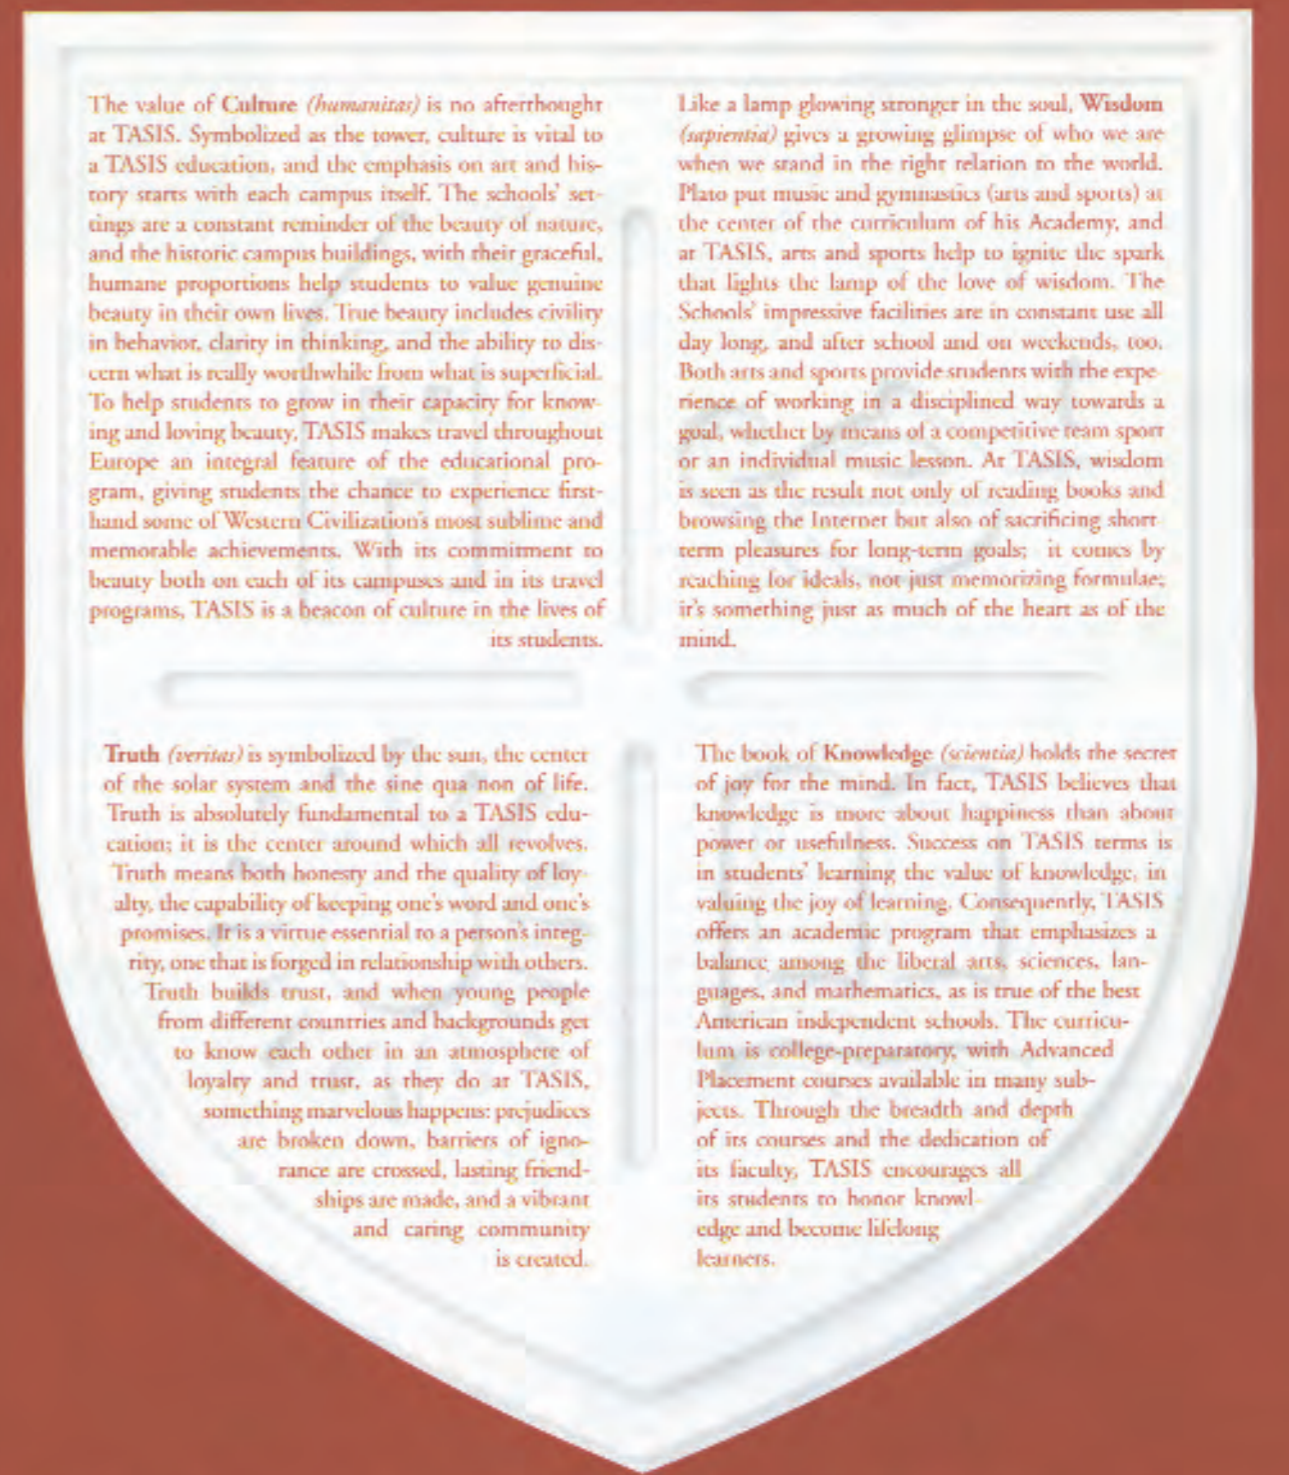 The value of Culture (humanitas) is no afterthought
at TASIS. Symbolized as the tower, culture is vital to
a TASIS education, and the emphasis on art and his-
tory starts with each campus itself. The schools' set-
tings are a constant reminder of the beauty of nature,
and the historic campus buildings, with their graceful,
humane proportions help students to value genuine
beauty in their own lives. True beauty includes civility
in behavior, clarity in thinking, and the ability to dis-
cern what is really worthwhile from what is superficial.
To help students to grow in their capacity for know-
ing and loving beauty, TASIS makes travel throughout
Europe an integral feature of the educational pro-
gram, giving students the chance to experience first-
hand some of Western Civilization's most sublime and
memorable achievements. With its commitment to
beauty both on each of its campuses and in its travel
programs, TASIS is a beacon of culture in the lives of
its students.
Like a lamp glowing stronger in the soul, Wisdom
(sapientia) gives a growing glimpse of who we are
when we stand in the right relation to the world.
Plato put music and gymnastics (arts and sports) at
the center of the curriculum of his Academy, and
at TASIS, arts and sports help to ignite the spark
that lights the lamp of the love of wisdom. The
Schools' impressive facilities are in constant use all
day long, and after school and on weekends, too.
Both arts and sports provide students with the expe-
rience of working in a disciplined way towards a
goal, whether by means of a competitive team sport
or an individual music lesson. At TASIS, wisdom
is seen as the result not only of reading books and
browsing the Internet but also of sacrificing short-
term pleasures for long-term goals; it comes by
reaching for ideals, not just memorizing formulae;
it's something just as much of the heart as of the
mind.
Truth (veritas) is symbolized by the sun, the center
of the solar system and the sine qua non of life.
Truth is absolutely fundamental to a TASIS edu-
cation; it is the center around which all revolves.
Truth means both honesty and the quality of loy-
alty, the capability of keeping one's word and one's
promises. It is a virtue essential to a person's integ-
rity, one that is forged in relationship with others.
Truth builds trust, and when young people
from different countries and backgrounds get
to know each other in an atmosphere of
loyalty and trust, as they do at TASIS,
something marvelous happens: prejudices
are broken down, barriers of igno-
rance are crossed, lasting friend-
ships are made, and a vibrant
and caring community
is created.
The book of Knowledge (scientia) holds the secret
of joy for the mind. In fact, TASIS believes that
knowledge is more about happiness than about
power or usefulness. Success on TASIS terms is
in students' learning the value of knowledge, in
valuing the joy of learning. Consequently, TASIS
offers an academic program that emphasizes a
balance among the liberal arts, sciences, lan-
guages, and mathematics, as is true of the best
American independent schools. The curricu-
lum is college-preparatory, with Advanced
Placement courses available in many sub-
jects. Through the breadth and depth
of its courses and the dedication of
its faculty, TASIS encourages all
its students to honor knowl-
edge and become lifelong
learners.